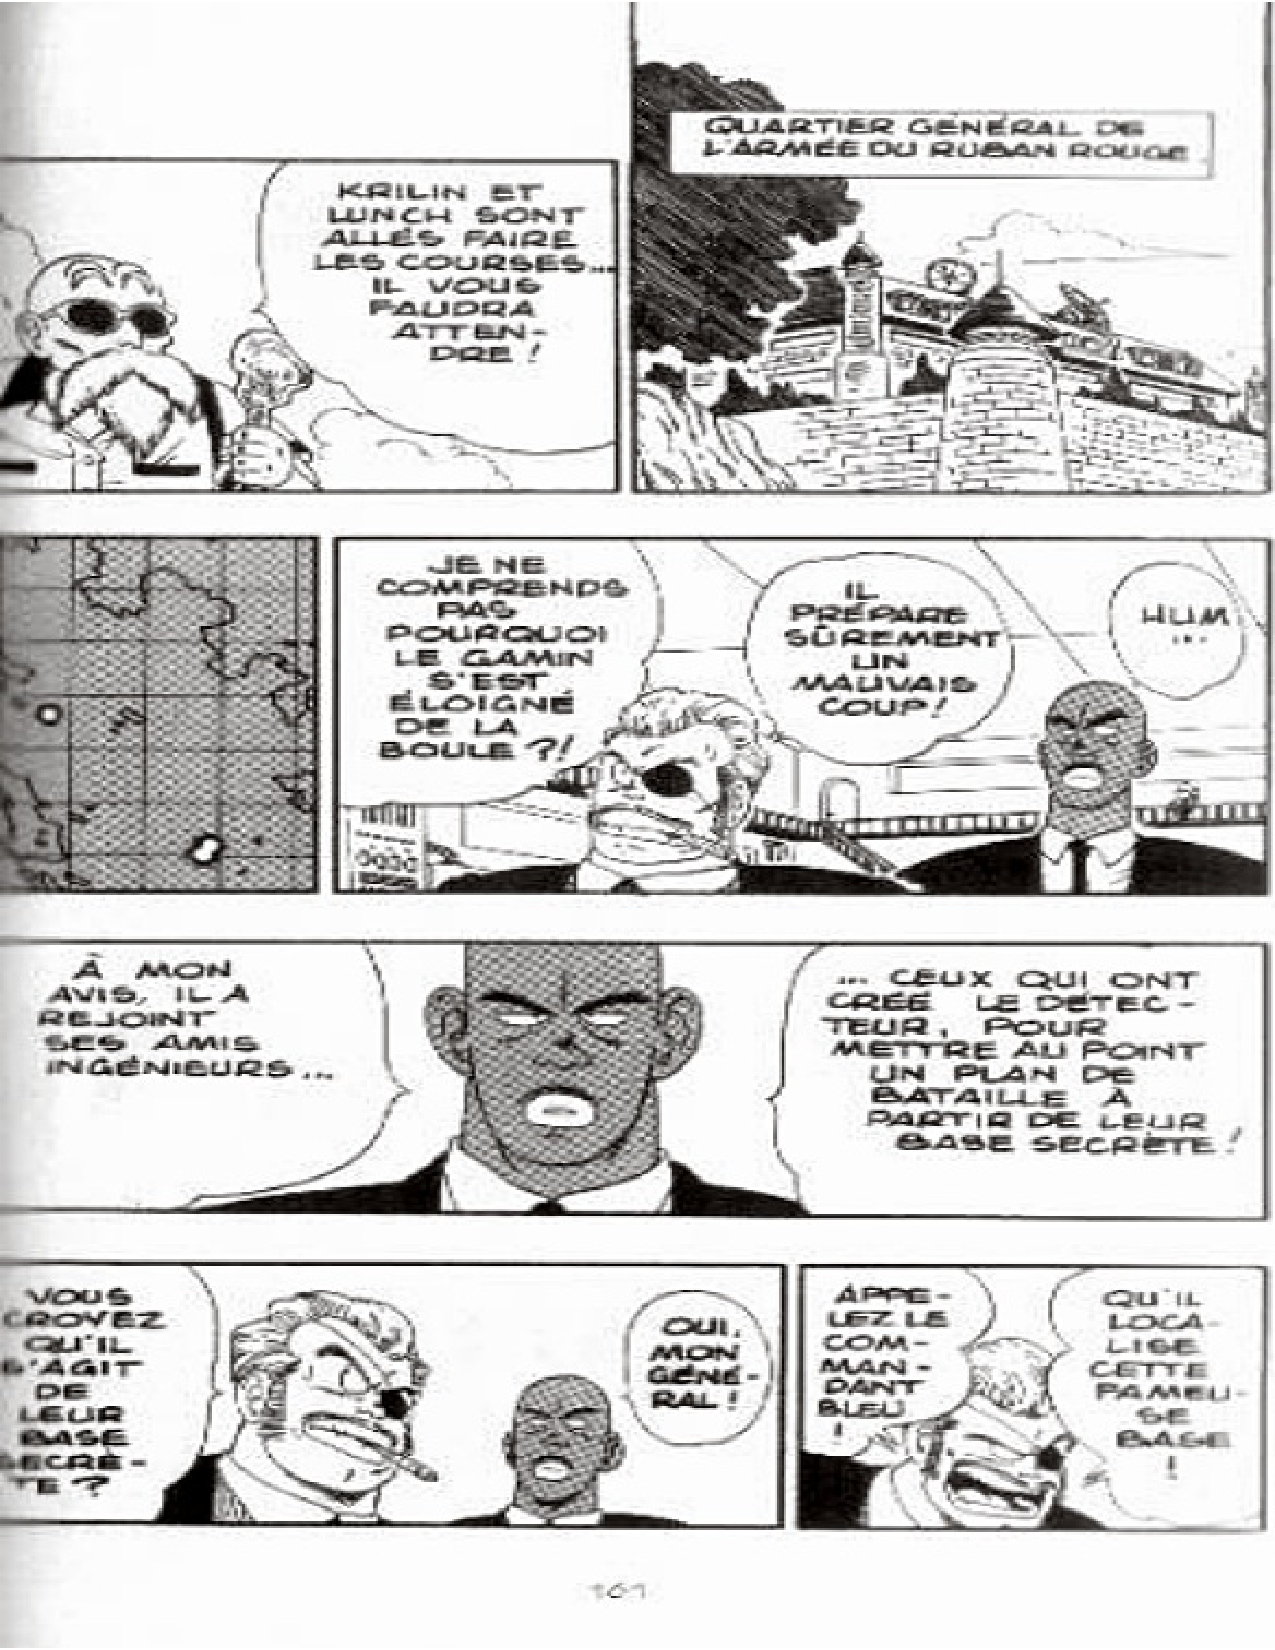 KRILIN ET
LUNCH SONT
ALLÉS FAIRE
LES COURSES...
IL VOUS
FAUDRA
ATTEN-
DRE !
QUARTIER GÉNÉRAL DE
L'ARMÉE DU RUBAN ROUGE
JE NE
COMPRENDS
PAS
POURQUOI
LE GAMIN
S'EST
ÉLOIGNÉ
DE LA
BOULE ?!
IL
PRÉPARE
SÛREMENT
UN
MAUVAIS
COUP !
HUM
...
À MON
AVIS, IL A
REJOINT
SES AMIS
INGÉNIEURS...
... CEUX QUI ONT
CRÉÉ LE DÉTEC-
TEUR, POUR
METTRE AU POINT
UN PLAN DE
BATAILLE À
PARTIR DE LEUR
BASE SECRÈTE !
VOUS
CROYEZ
QU'IL
S'AGIT
DE
LEUR
BASE
SECRÈ-
TE ?
OUI,
MON
GÉNÉ-
RAL !
APPE-
LEZ LE
COM-
MAN-
DANT
BLEU
!
QU'IL
LOCA-
LISE
CETTE
FAMEU-
SE
BASE
!
161